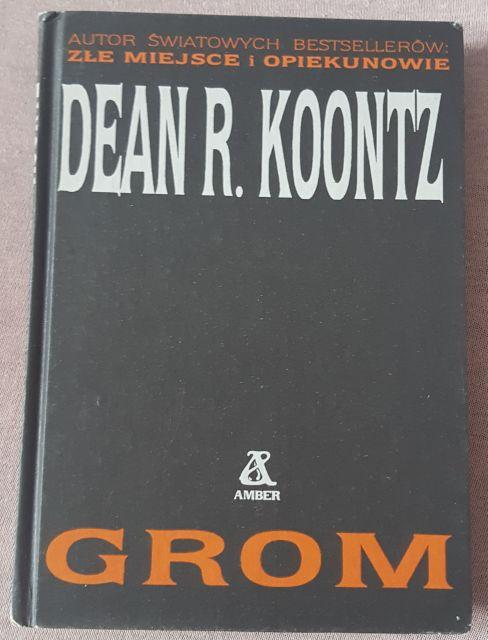 AUTOR ŚWIATOWYCH BESTSELLERÓW:
ZŁE MIEJSCE i OPIEKUNOWIE
DEAN R. KOONTZ
AMBER
GROM